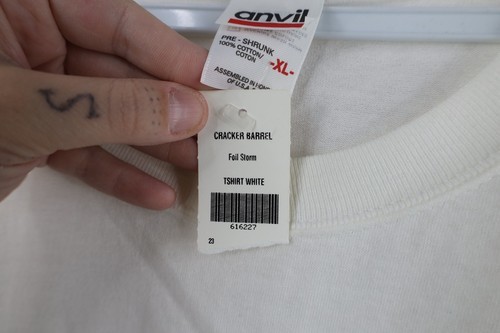 anvil
PRE-SHRUNK
100% COTTON/
COTON
-XL-
ASSEMBLED IN
OF U.S.A.
CRACKER BARREL
Foil Storm
TSHIRT WHITE
616227
23